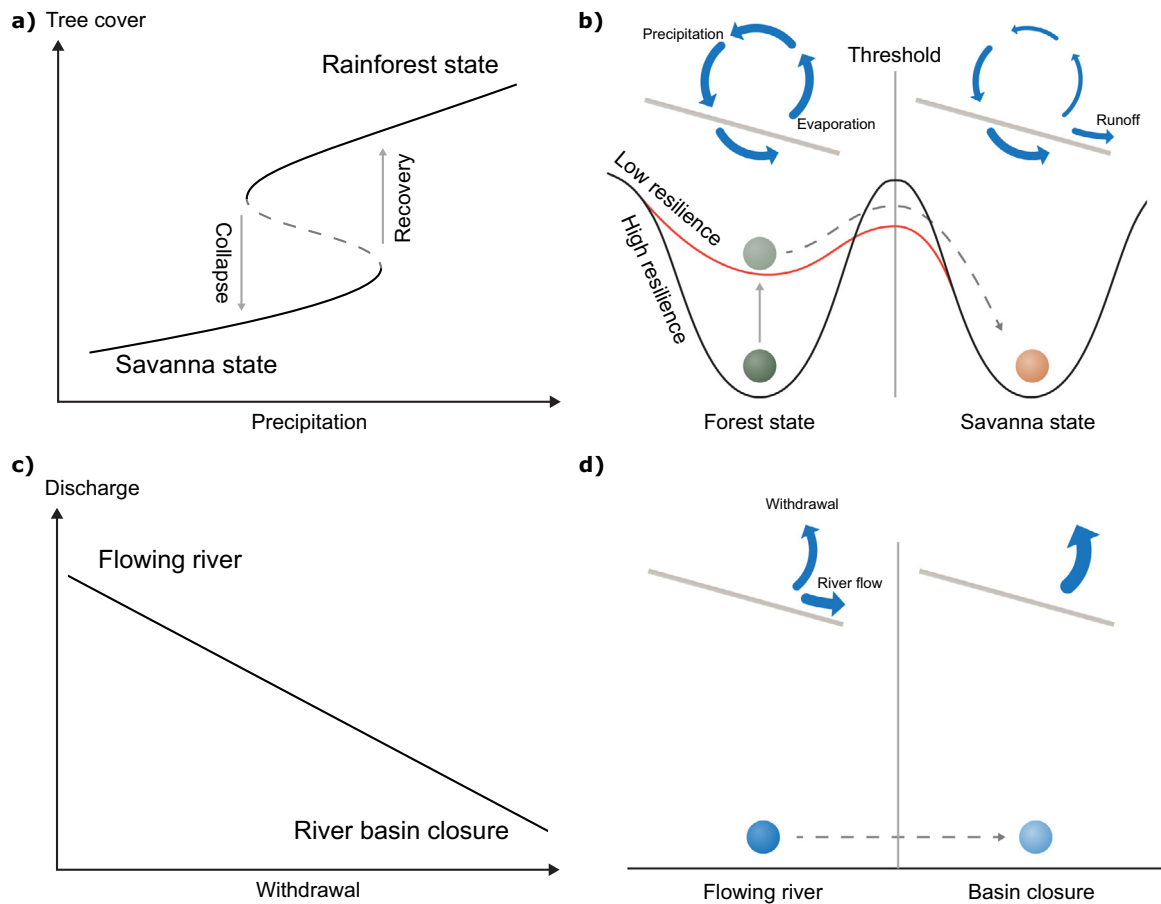 a)
Tree cover
Rainforest state
Collapse
Recovery
Savanna state
Precipitation
b)
Precipitation
Threshold
Evaporation
Runoff
Low resilience
High resilience
Forest state
Savanna state
c)
Discharge
Flowing river
River basin closure
Withdrawal
d)
Withdrawal
River flow
Flowing river
Basin closure